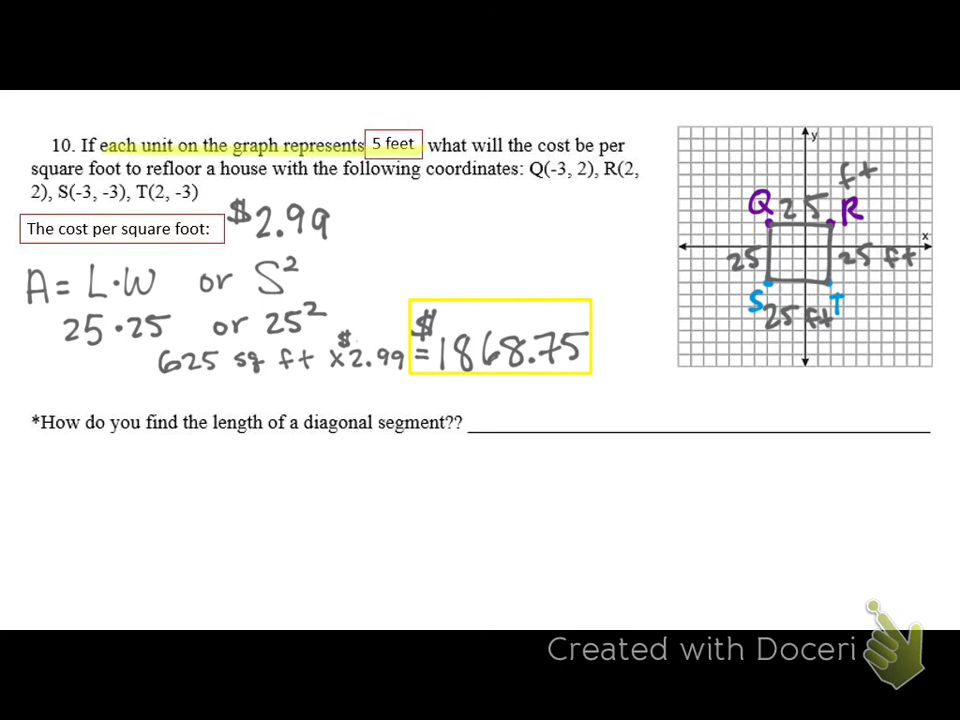 10. If each unit on the graph represents 5 feet what will the cost be per
square foot to refloor a house with the following coordinates: Q(-3, 2), R(2,
2), S(-3, -3), T(2, -3)
The cost per square foot: $2.99
A = L·W or S²
25·25 or 25²
625 sq ft x $2.99 = $1868.75
*How do you find the length of a diagonal segment??
y
ft
Q 25 R
x
25 25 ft
S 25 ft T
Created with Doceri